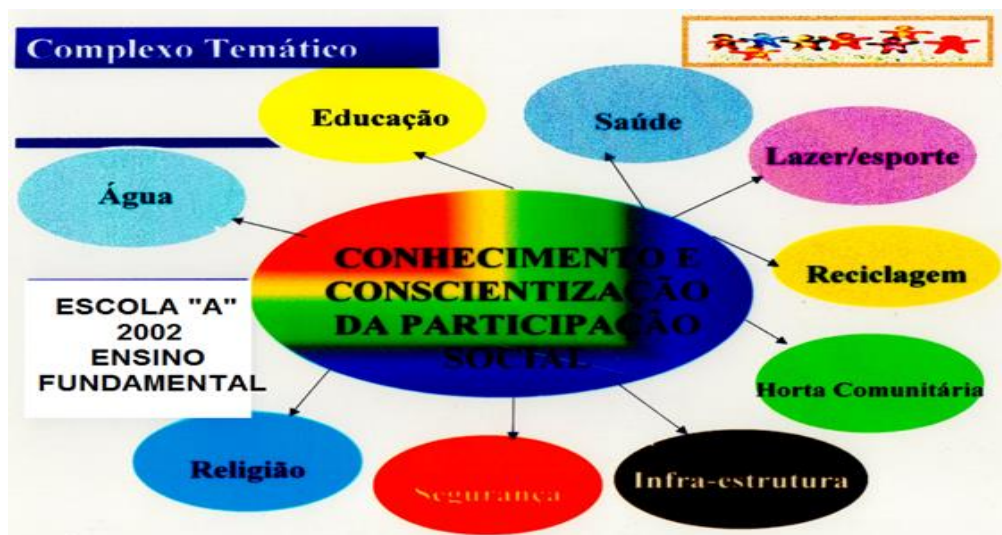 Complexo Temático
Educação
Saúde
Lazer/esporte
Água
CONHECIMENTO E
CONSCIENTIZAÇÃO
DA PARTICIPAÇÃO
SOCIAL
Reciclagem
ESCOLA "A"
2002
ENSINO
FUNDAMENTAL
Horta Comunitária
Religião
Segurança
Infra-estrutura